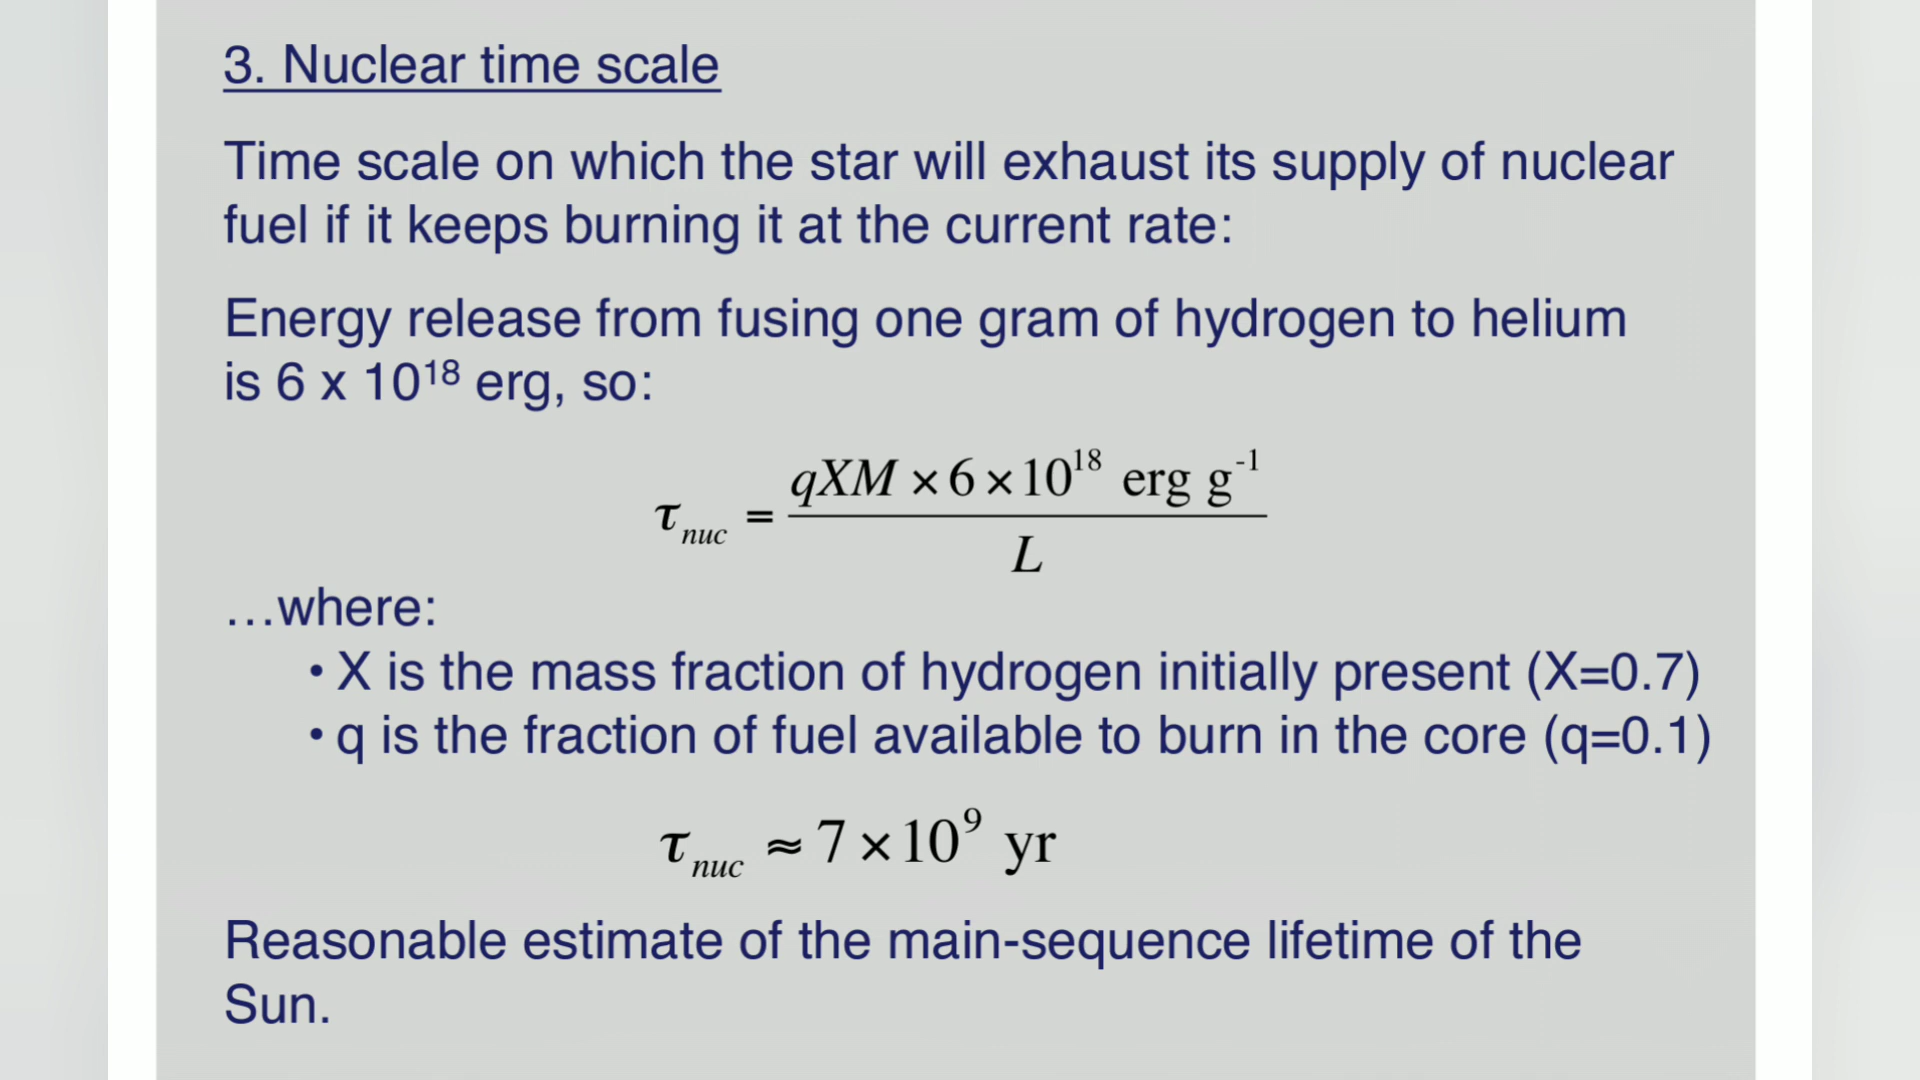 3. Nuclear time scale
Time scale on which the star will exhaust its supply of nuclear
fuel if it keeps burning it at the current rate:
Energy release from fusing one gram of hydrogen to helium
is 6 x 10¹⁸ erg, so:
τ_nuc = (qXM × 6 × 10¹⁸ erg g⁻¹) / L
…where:
• X is the mass fraction of hydrogen initially present (X=0.7)
• q is the fraction of fuel available to burn in the core (q=0.1)
τ_nuc ≈ 7 × 10⁹ yr
Reasonable estimate of the main-sequence lifetime of the
Sun.